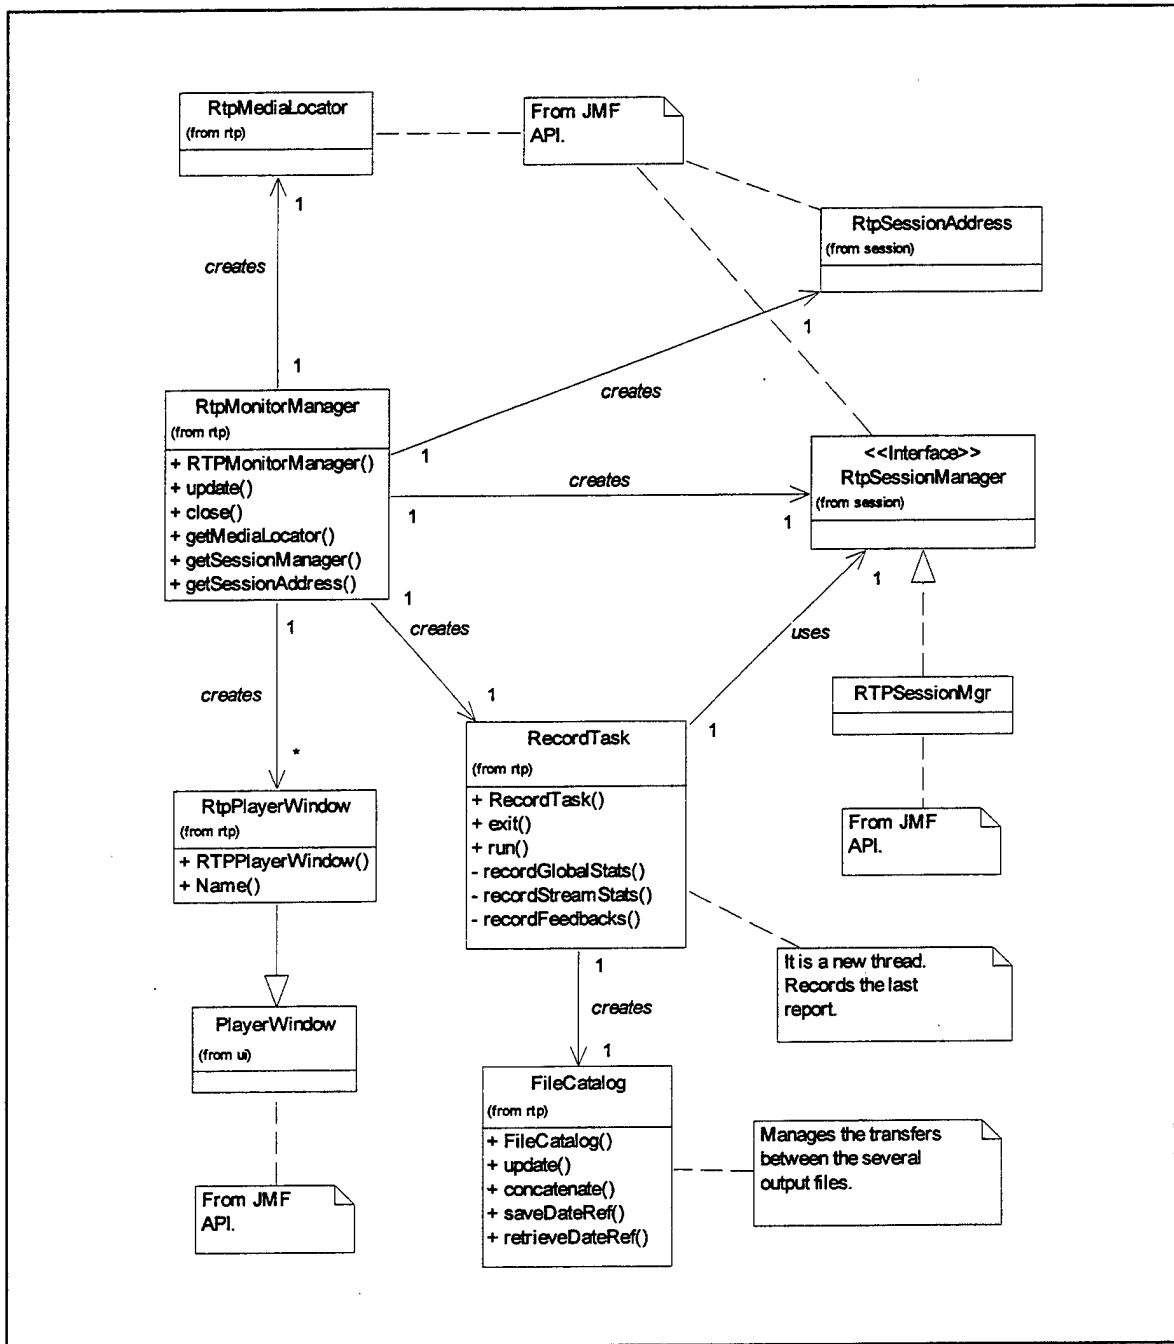 RtpMediaLocator
(from rtp)
From JMF
API.
1
RtpSessionAddress
(from session)
creates
1
1
creates
RtpMonitorManager
(from rtp)
+ RTPMonitorManager()
+ update()
+ close()
+ getMediaLocator()
+ getSessionManager()
+ getSessionAddress()
1
creates
1
1
<<Interface>>
RtpSessionManager
(from session)
1
creates
1
1
creates
1
uses
1
1
creates
*
RTPSessionMgr
From JMF
API.
RecordTask
(from rtp)
+ RecordTask()
+ exit()
+ run()
- recordGlobalStats()
- recordStreamStats()
- recordFeedbacks()
RtpPlayerWindow
(from rtp)
+ RTPPlayerWindow()
+ Name()
It is a new thread.
Records the last
report.
1
creates
1
PlayerWindow
(from ui)
FileCatalog
(from rtp)
+ FileCatalog()
+ update()
+ concatenate()
+ saveDateRef()
+ retrieveDateRef()
Manages the transfers
between the several
output files.
From JMF
API.